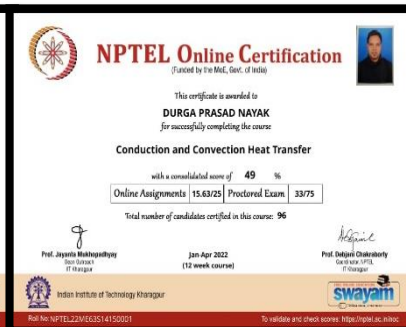 NPTEL Online Certification
(Funded by the MoE, Govt. of India)
This certificate is awarded to
DURGA PRASAD NAYAK
for successfully completing the course
Conduction and Convection Heat Transfer
with a consolidated score of 49 %
Online Assignments 15.63/25 Proctored Exam 33/75
Total number of candidates certified in this course: 96
Prof. Jayanta Mukhopadhyay
Dean Outreach
IIT Kharagpur
Jan-Apr 2022
(12 week course)
Prof. Debjani Chakraborty
Coordinator, NPTEL
IIT Kharagpur
Indian Institute of Technology Kharagpur
swayam
Roll No: NPTEL22ME63S14150001
To validate and check scores: https://nptel.ac.in/noc